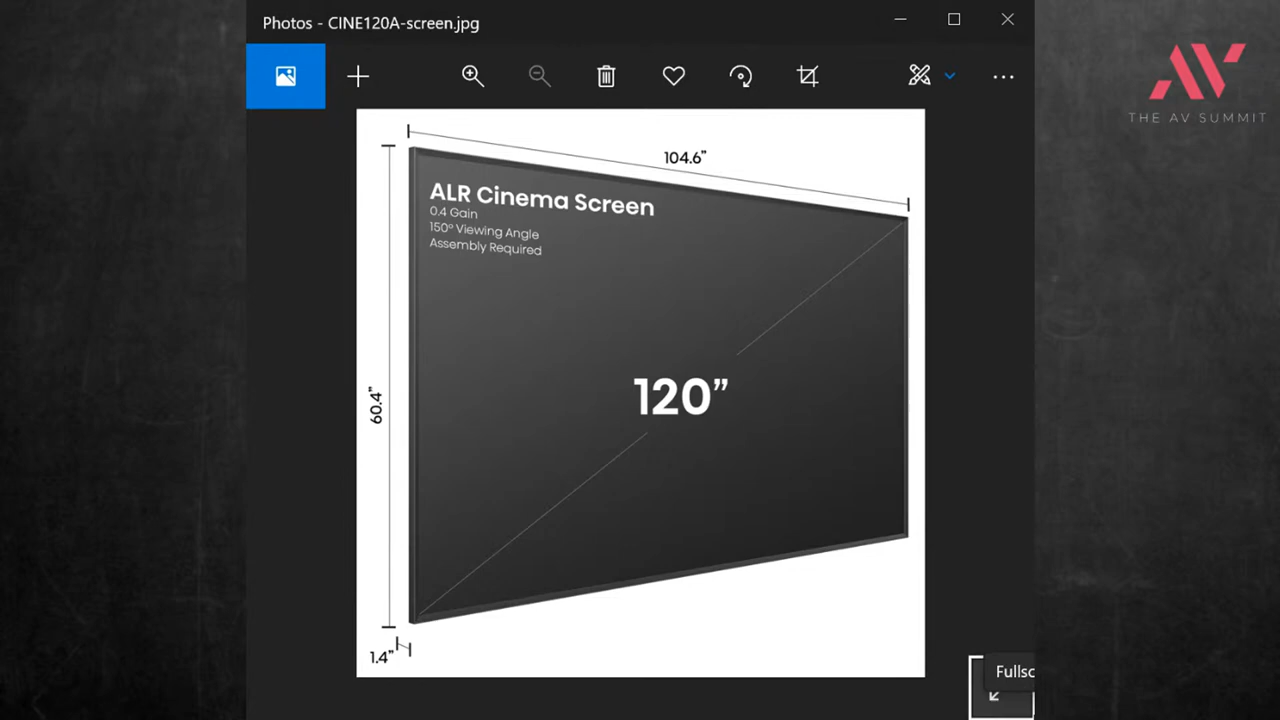 Photos - CINE120A-screen.jpg
THE AV SUMMIT
104.6”
ALR Cinema Screen
0.4 Gain
150° Viewing Angle
Assembly Required
120”
60.4”
1.4”
Fullsc